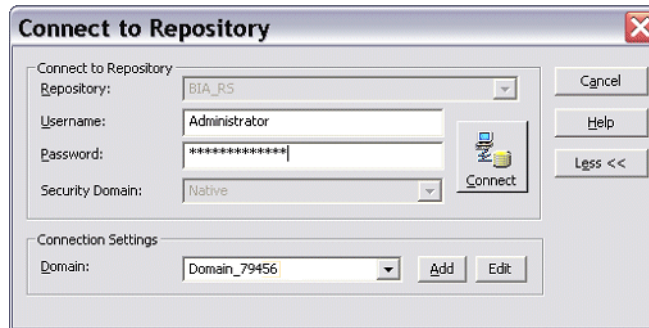 Connect to Repository
Connect to Repository
Repository: BIA_RS
Username: Administrator
Password: *************
Security Domain: Native
Connect
Cancel
Help
Less <<
Connection Settings
Domain: Domain_79456 Add Edit